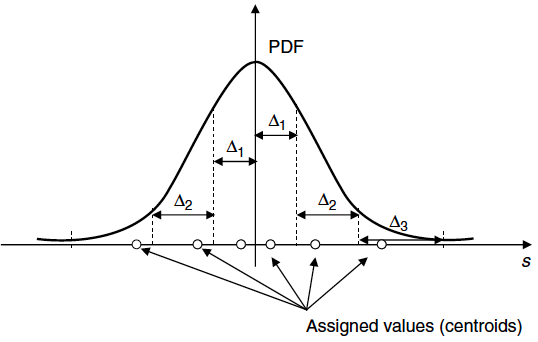 PDF
Δ₁
Δ₁
Δ₂
Δ₂
Δ₃
s
Assigned values (centroids)